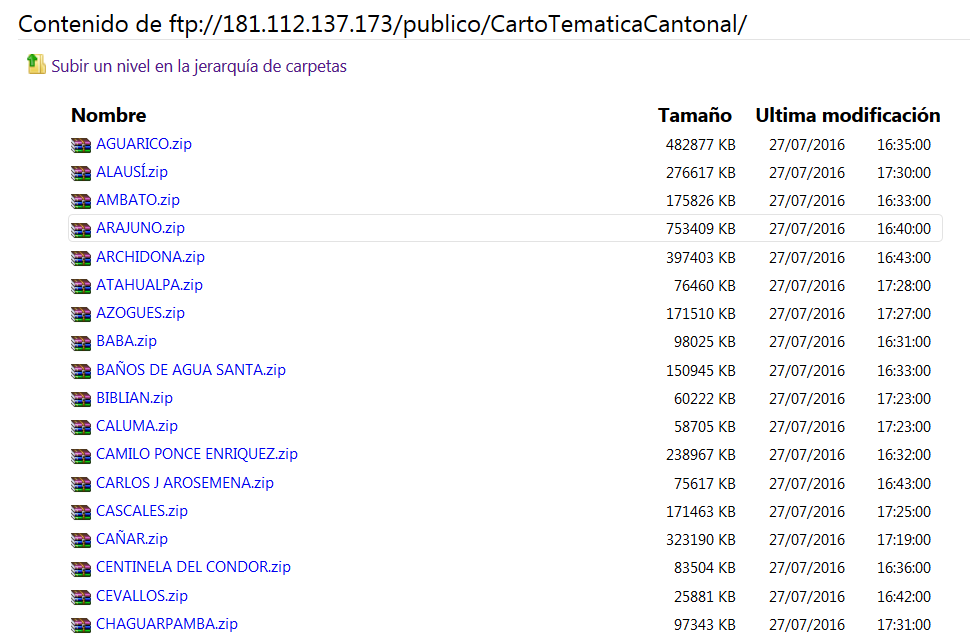 Contenido de ftp://181.112.137.173/publico/CartoTematicaCantonal/
Subir un nivel en la jerarquía de carpetas
Nombre Tamaño Ultima modificación
AGUARICO.zip 482877 KB 27/07/2016 16:35:00
ALAUSÍ.zip 276617 KB 27/07/2016 17:30:00
AMBATO.zip 175826 KB 27/07/2016 16:33:00
ARAJUNO.zip 753409 KB 27/07/2016 16:40:00
ARCHIDONA.zip 397403 KB 27/07/2016 16:43:00
ATAHUALPA.zip 76460 KB 27/07/2016 17:28:00
AZOGUES.zip 171510 KB 27/07/2016 17:27:00
BABA.zip 98025 KB 27/07/2016 16:31:00
BAÑOS DE AGUA SANTA.zip 150945 KB 27/07/2016 16:33:00
BIBLIAN.zip 60222 KB 27/07/2016 17:23:00
CALUMA.zip 58705 KB 27/07/2016 17:23:00
CAMILO PONCE ENRIQUEZ.zip 238967 KB 27/07/2016 16:32:00
CARLOS J AROSEMENA.zip 75617 KB 27/07/2016 16:43:00
CASCALES.zip 171463 KB 27/07/2016 17:25:00
CAÑAR.zip 323190 KB 27/07/2016 17:19:00
CENTINELA DEL CONDOR.zip 83504 KB 27/07/2016 16:36:00
CEVALLOS.zip 25881 KB 27/07/2016 16:42:00
CHAGUARPAMBA.zip 97343 KB 27/07/2016 17:31:00